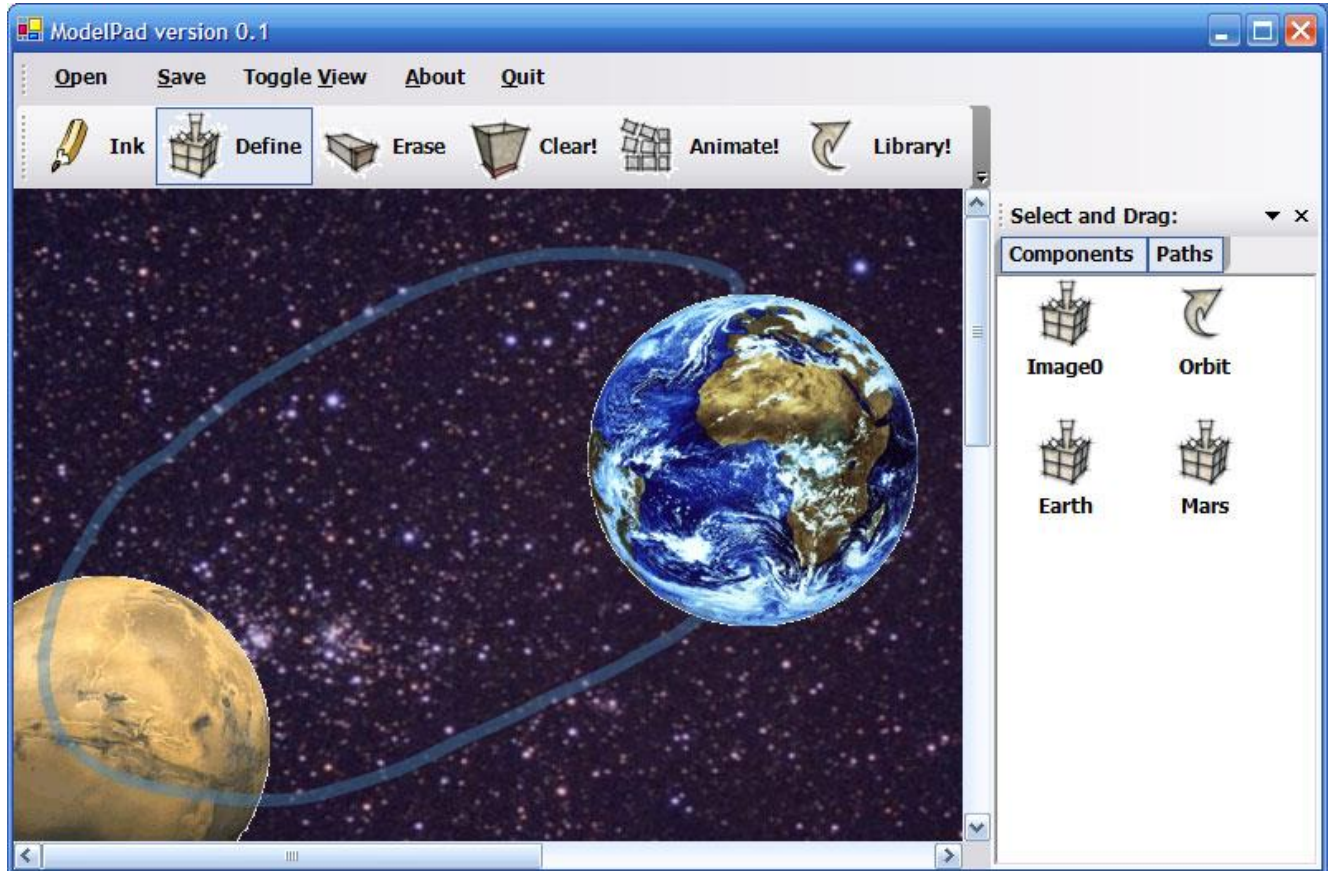 ModelPad version 0.1
Open Save Toggle View About Quit
Ink Define Erase Clear! Animate! Library!
Select and Drag:
Components Paths
Image0 Orbit
Earth Mars